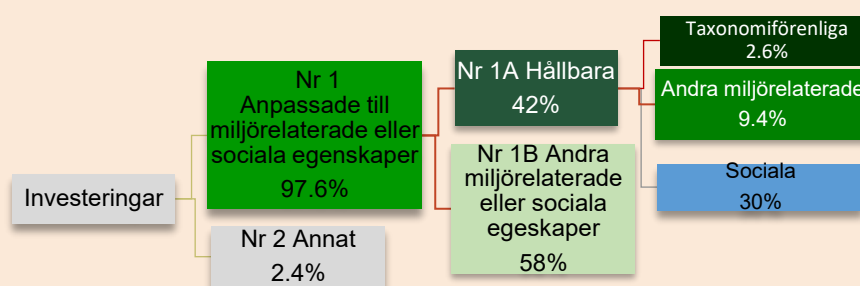 Investeringar
Nr 1
Anpassade till
miljörelaterade eller
sociala egenskaper
97.6%
Nr 2 Annat
2.4%
Nr 1A Hållbara
42%
Nr 1B Andra
miljörelaterade
eller sociala
egeskaper
58%
Taxonomiförenliga
2.6%
Andra miljörelaterade
9.4%
Sociala
30%